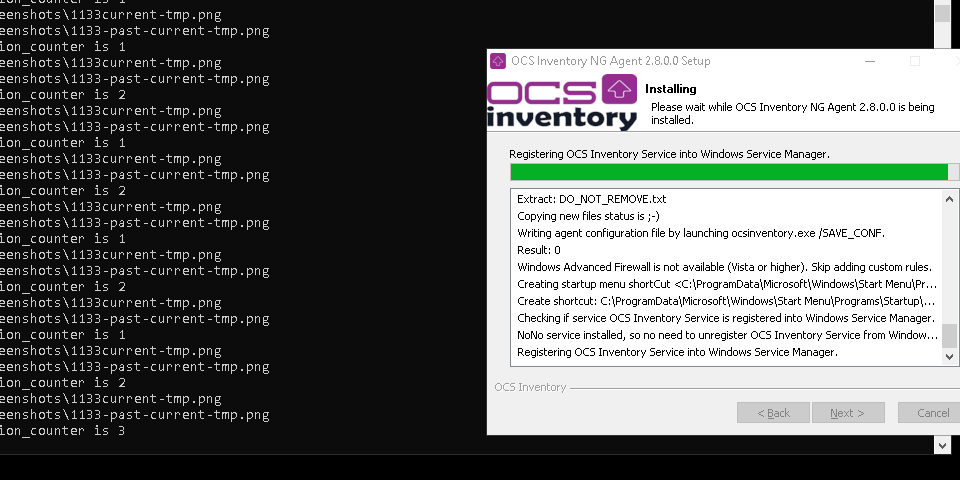 ion_counter is 1
eenshots\1133current-tmp.png
eenshots\1133-past-current-tmp.png
ion_counter is 1
eenshots\1133current-tmp.png
eenshots\1133-past-current-tmp.png
ion_counter is 2
eenshots\1133current-tmp.png
eenshots\1133-past-current-tmp.png
ion_counter is 1
eenshots\1133current-tmp.png
eenshots\1133-past-current-tmp.png
ion_counter is 2
eenshots\1133current-tmp.png
eenshots\1133-past-current-tmp.png
ion_counter is 1
eenshots\1133current-tmp.png
eenshots\1133-past-current-tmp.png
ion_counter is 2
eenshots\1133current-tmp.png
eenshots\1133-past-current-tmp.png
ion_counter is 1
eenshots\1133current-tmp.png
eenshots\1133-past-current-tmp.png
ion_counter is 2
eenshots\1133current-tmp.png
eenshots\1133-past-current-tmp.png
ion_counter is 3
OCS Inventory NG Agent 2.8.0.0 Setup
OCS
inventory
Installing
Please wait while OCS Inventory NG Agent 2.8.0.0 is being
installed.
Registering OCS Inventory Service into Windows Service Manager.
Extract: DO_NOT_REMOVE.txt
Copying new files status is ;-)
Writing agent configuration file by launching ocsinventory.exe /SAVE_CONF.
Result: 0
Windows Advanced Firewall is not available (Vista or higher). Skip adding custom rules.
Creating startup menu shortCut <C:\ProgramData\Microsoft\Windows\Start Menu\Pr...
Create shortcut: C:\ProgramData\Microsoft\Windows\Start Menu\Programs\Startup\...
Checking if service OCS Inventory Service is registered into Windows Service Manager.
NoNo service installed, so no need to unregister OCS Inventory Service from Window...
Registering OCS Inventory Service into Windows Service Manager.
OCS Inventory
< Back
Next >
Cancel